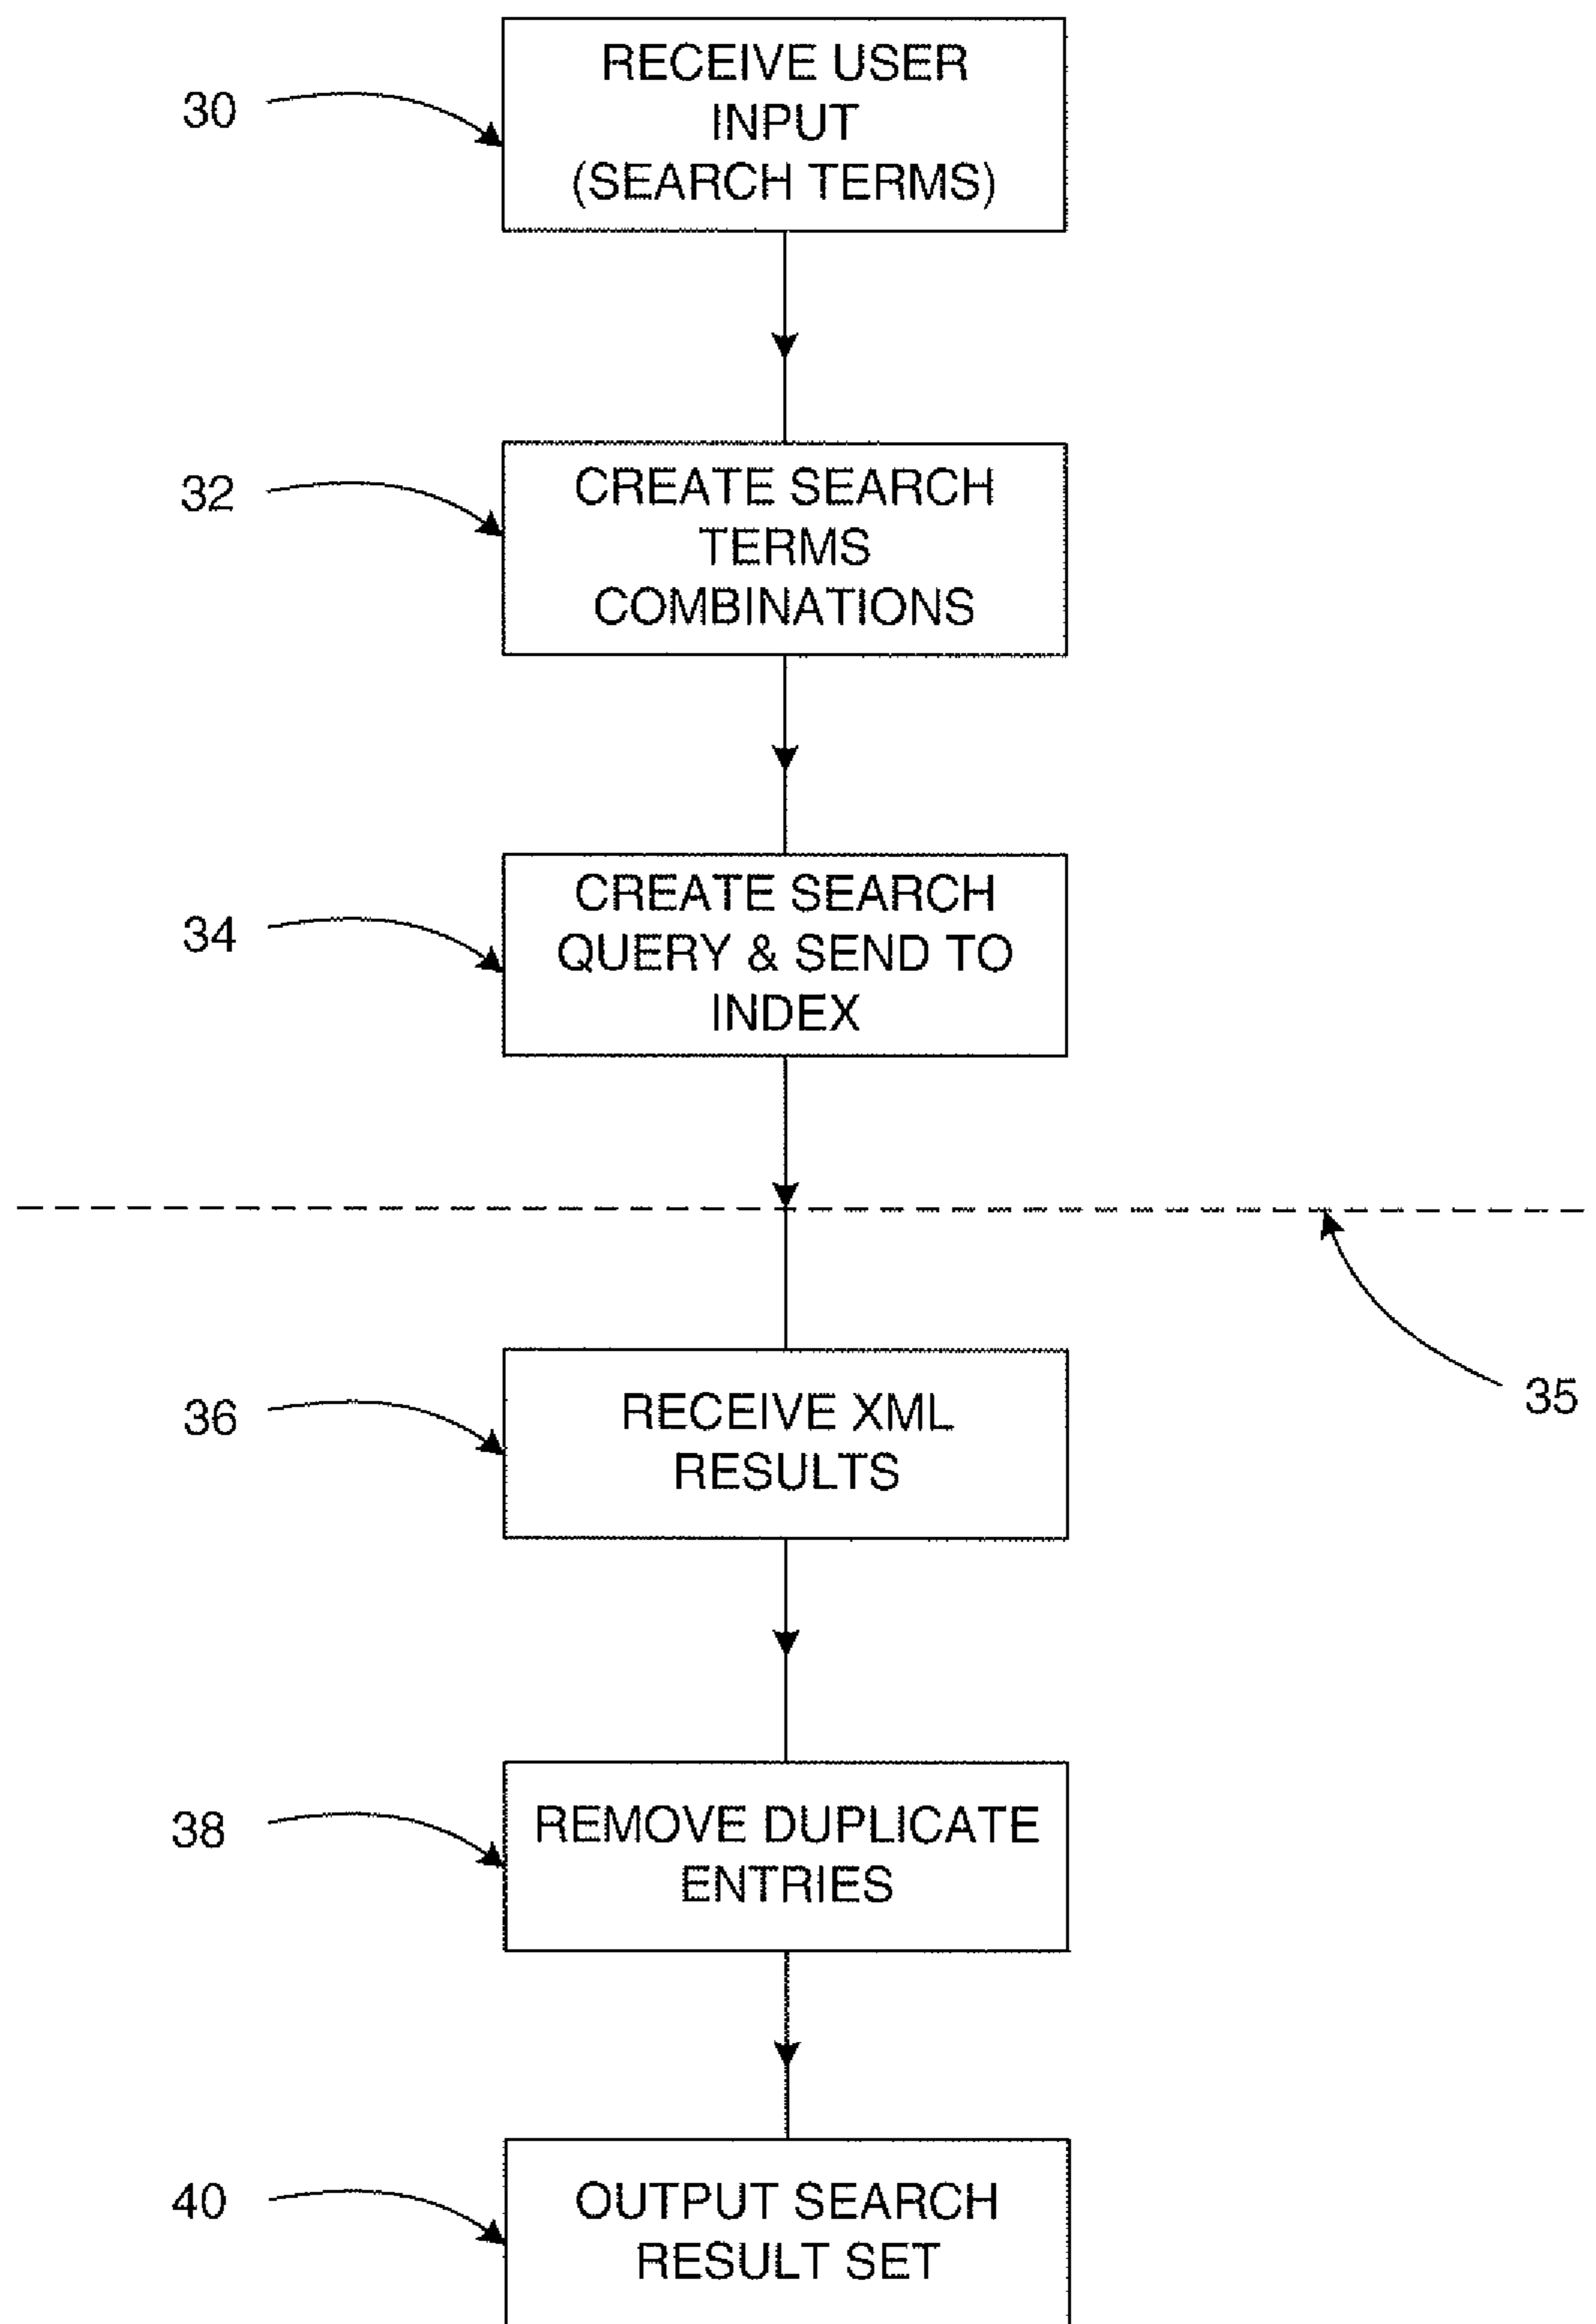 RECEIVE USER
INPUT
(SEARCH TERMS)
30
CREATE SEARCH
TERMS
COMBINATIONS
32
CREATE SEARCH
QUERY & SEND TO
INDEX
34
35
RECEIVE XML
RESULTS
36
REMOVE DUPLICATE
ENTRIES
38
OUTPUT SEARCH
RESULT SET
40